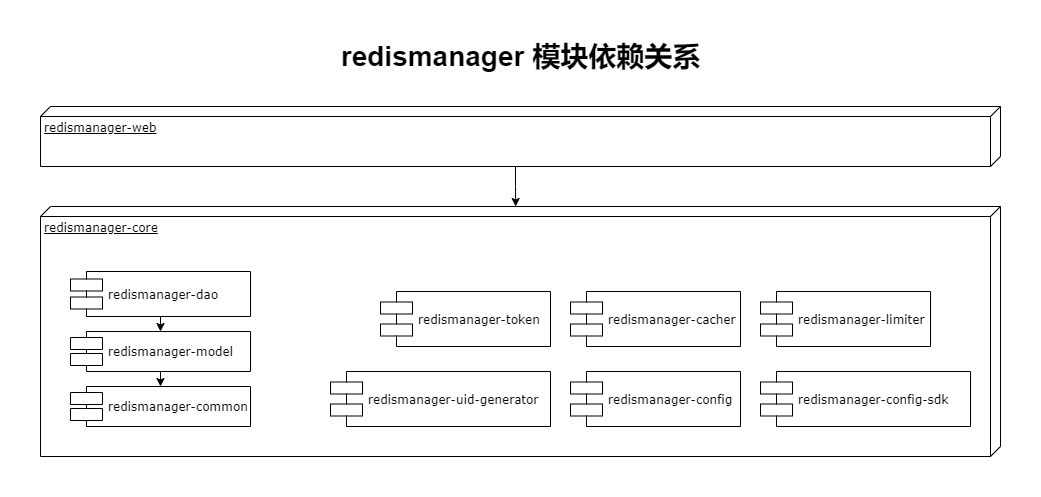 redismanager 模块依赖关系
redismanager-web
redismanager-core
redismanager-dao
redismanager-model
redismanager-common
redismanager-token
redismanager-cacher
redismanager-limiter
redismanager-uid-generator
redismanager-config
redismanager-config-sdk